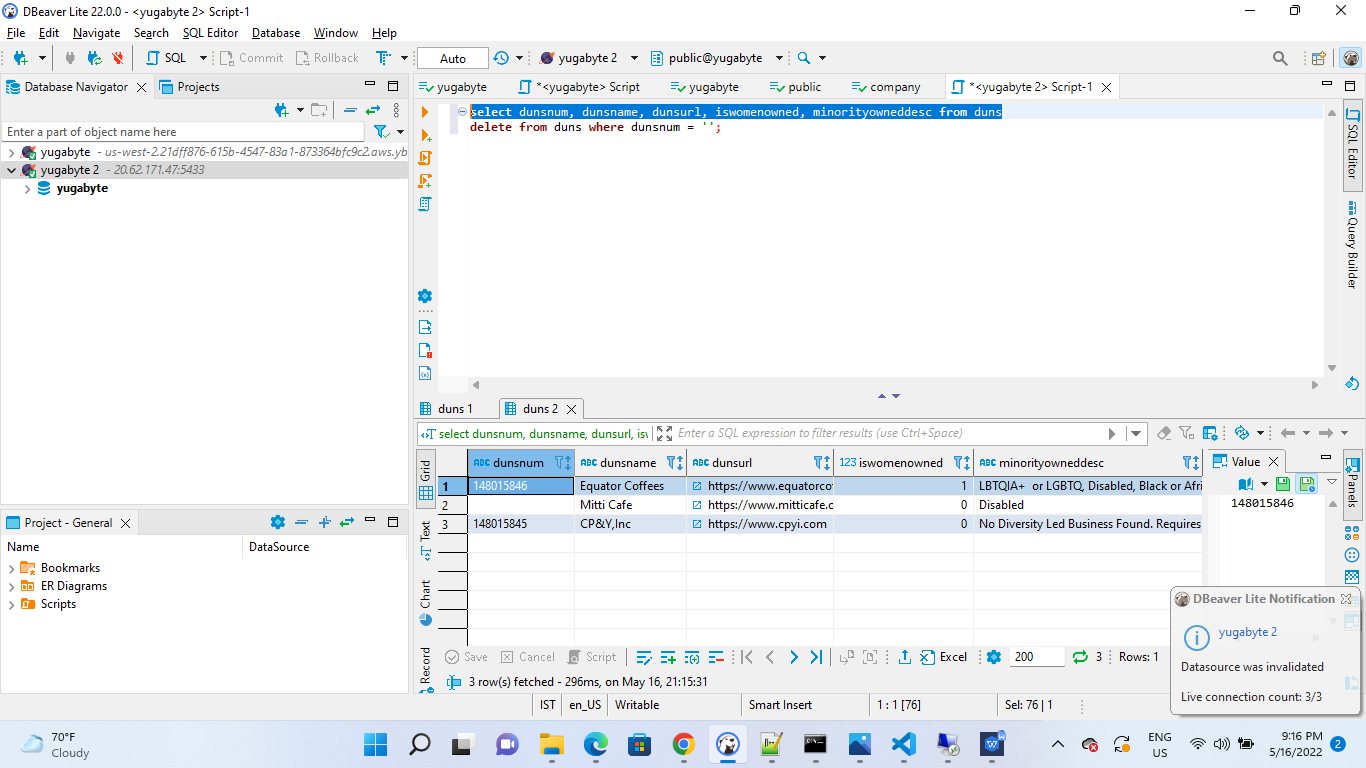 DBeaver Lite 22.0.0 - <yugabyte 2> Script-1
File Edit Navigate Search SQL Editor Database Window Help
SQL Commit Rollback Auto yugabyte 2 public@yugabyte
Database Navigator Projects
yugabyte *<yugabyte> Script yugabyte public company *<yugabyte 2> Script-1
Enter a part of object name here
yugabyte - us-west-2.21dff876-615b-4547-83a1-873364bfc9c2.aws.yb
yugabyte 2 - 20.62.171.47:5433
yugabyte
select dunsnum, dunsname, dunsurl, iswomenowned, minorityowneddesc from duns
delete from duns where dunsnum = '';
SQL Editor
Query Builder
duns 1 duns 2
select dunsnum, dunsname, dunsurl, isw Enter a SQL expression to filter results (use Ctrl+Space)
Grid
Text
Chart
Record
ABC dunsnum ABC dunsname ABC dunsurl 123 iswomenowned ABC minorityowneddesc
1 148015846 Equator Coffees https://www.equatorcof 1 LBTQIA+ or LGBTQ, Disabled, Black or Afri
2 Mitti Cafe https://www.mitticafe.c 0 Disabled
3 148015845 CP&Y,Inc https://www.cpyi.com 0 No Diversity Led Business Found. Requires
Value
148015846
Panels
Project - General
Name DataSource
Bookmarks
ER Diagrams
Scripts
Save Cancel Script Excel 200 3 Rows: 1
3 row(s) fetched - 296ms, on May 16, 21:15:31
DBeaver Lite Notification
yugabyte 2
Datasource was invalidated
Live connection count: 3/3
IST en_US Writable Smart Insert 1 : 1 [76] Sel: 76 | 1
70°F
Cloudy
ENG
US
9:16 PM
5/16/2022
2